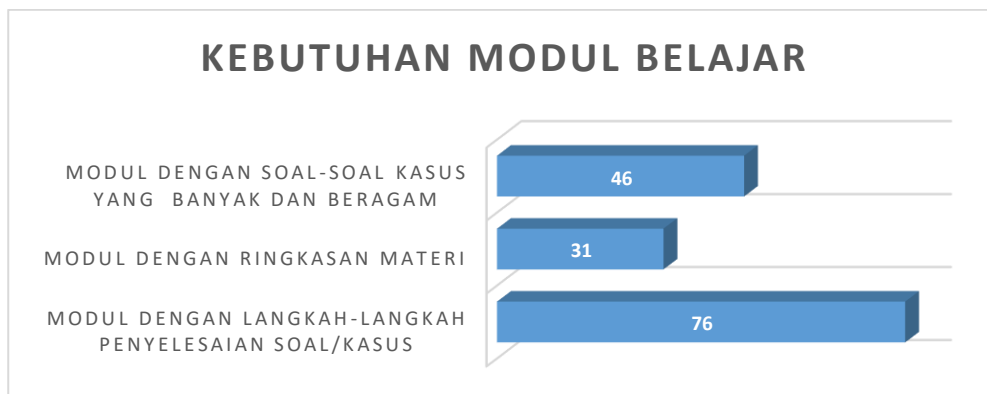 KEBUTUHAN MODUL BELAJAR
MODUL DENGAN SOAL-SOAL KASUS
YANG BANYAK DAN BERAGAM
46
MODUL DENGAN RINGKASAN MATERI
31
MODUL DENGAN LANGKAH-LANGKAH
PENYELESAIAN SOAL/KASUS
76